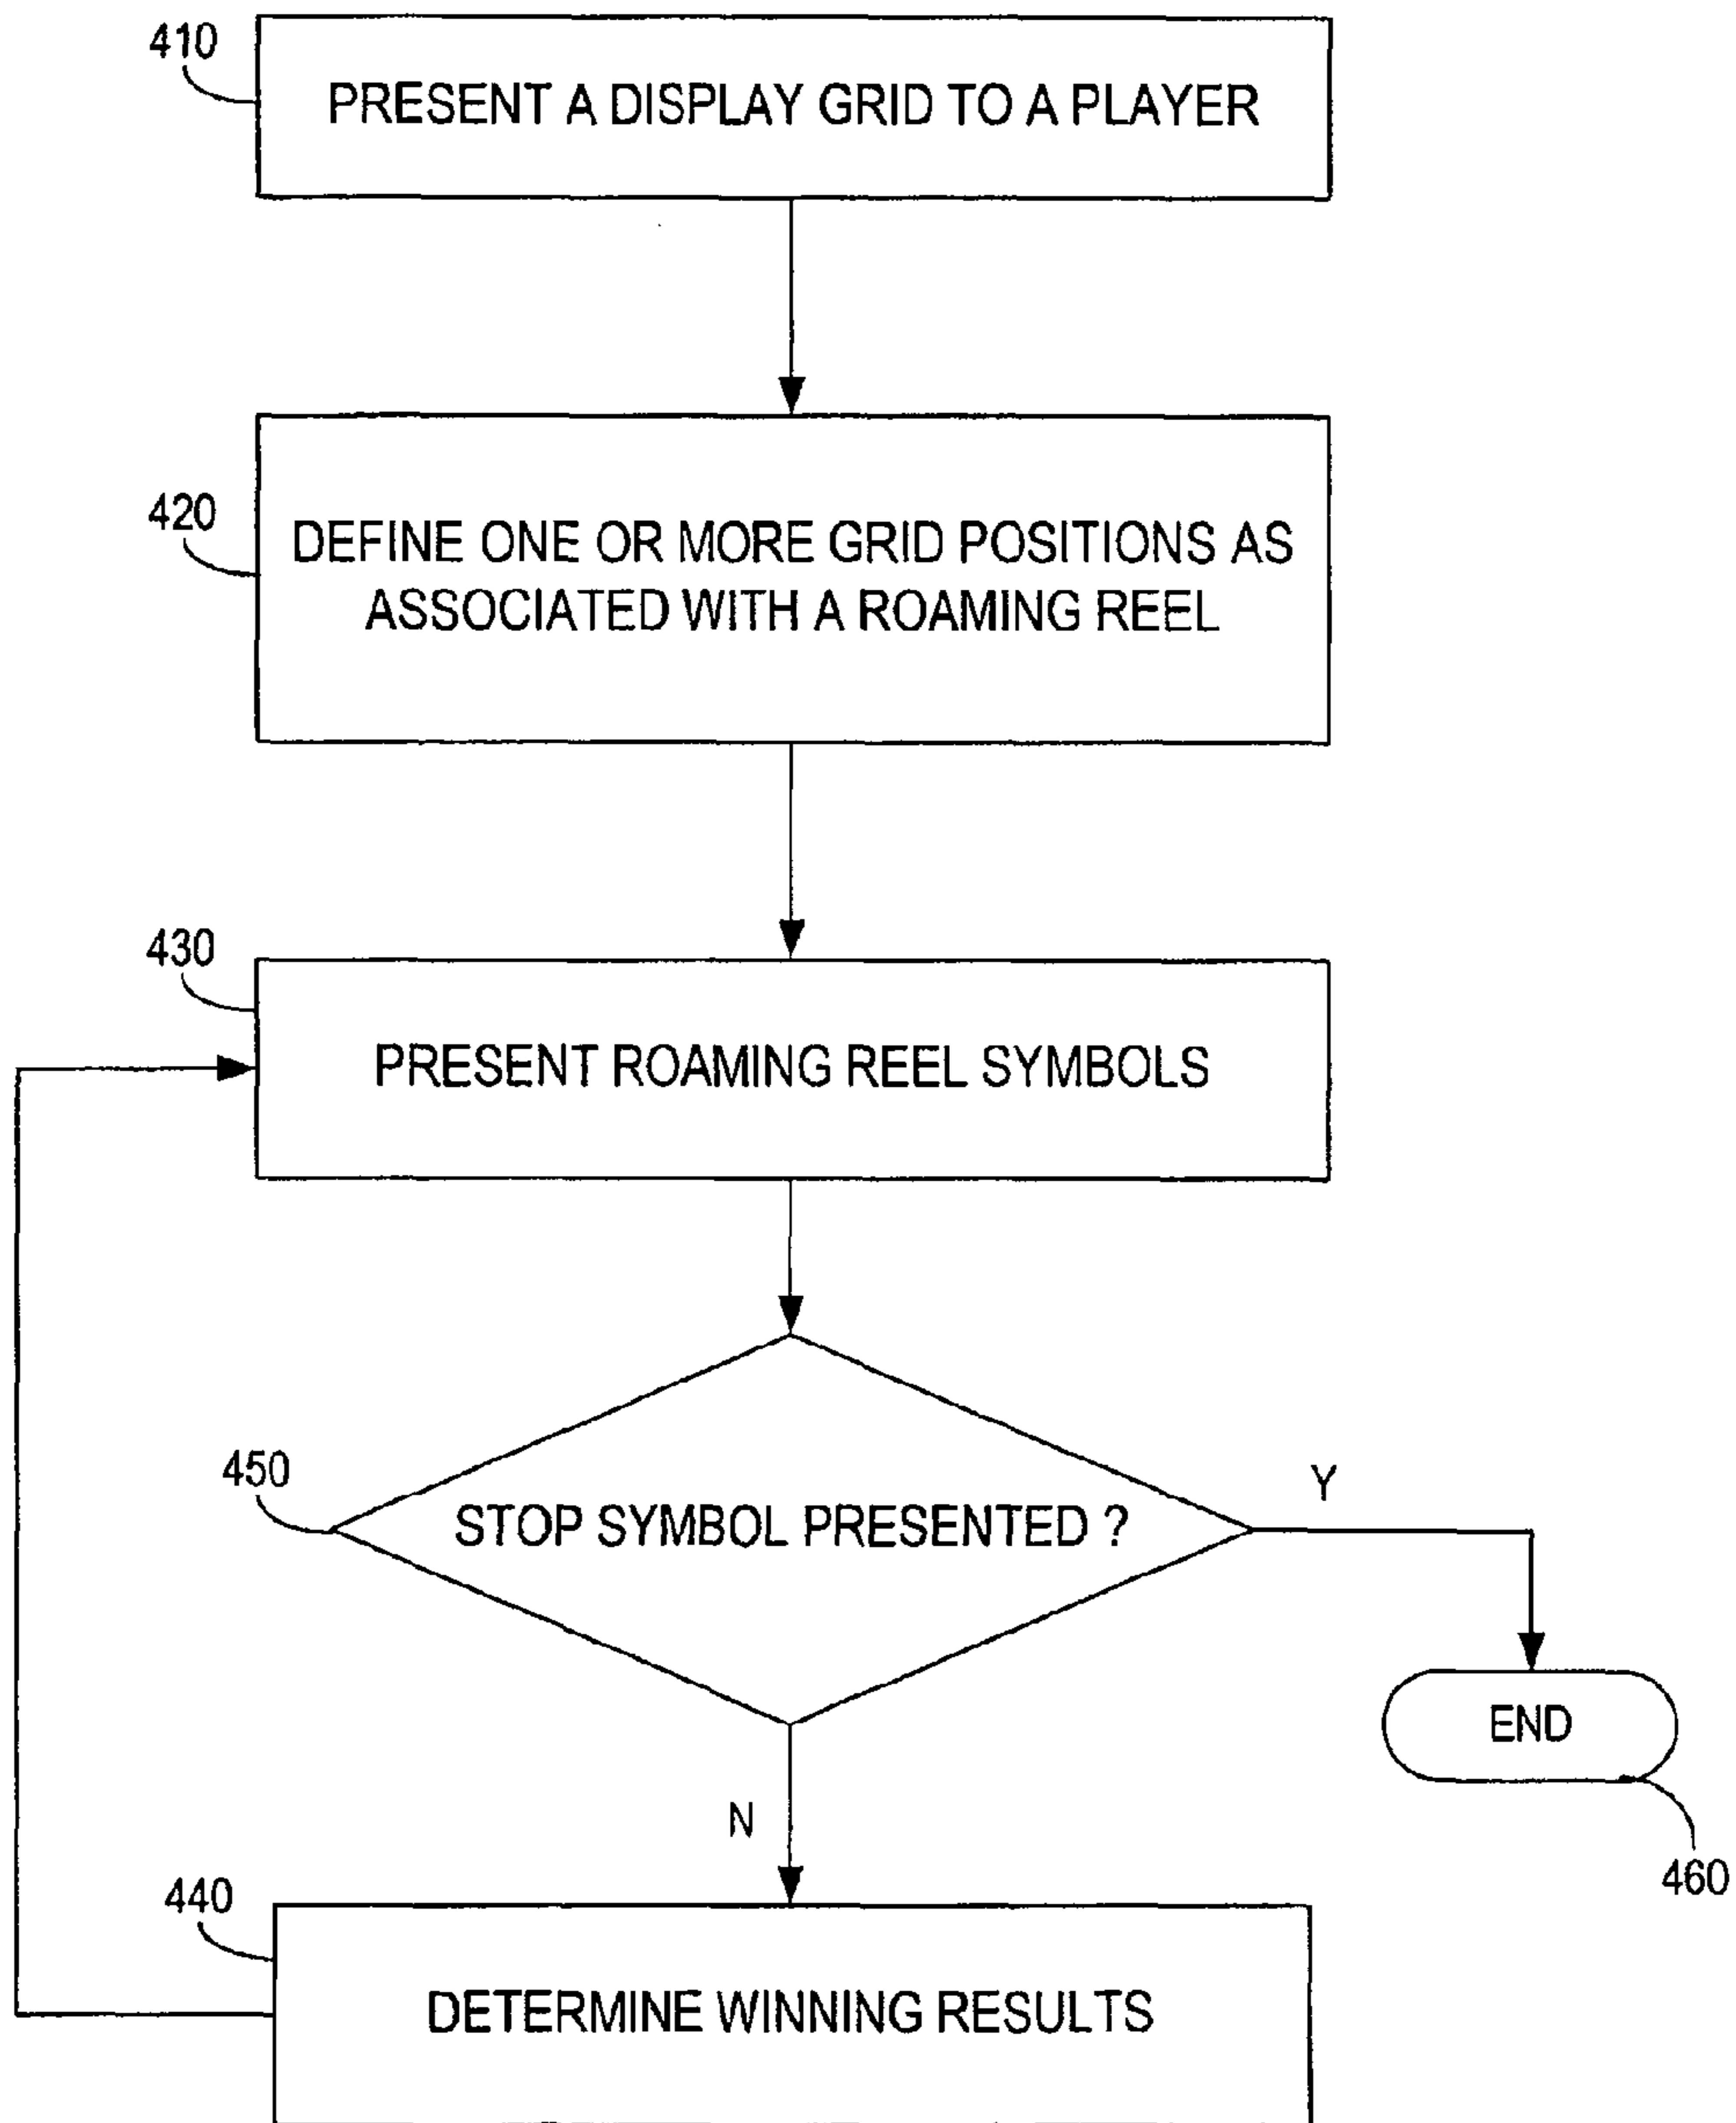 410
PRESENT A DISPLAY GRID TO A PLAYER
420
DEFINE ONE OR MORE GRID POSITIONS AS
ASSOCIATED WITH A ROAMING REEL
430
PRESENT ROAMING REEL SYMBOLS
450
STOP SYMBOL PRESENTED ?
Y
END
N
460
440
DETERMINE WINNING RESULTS